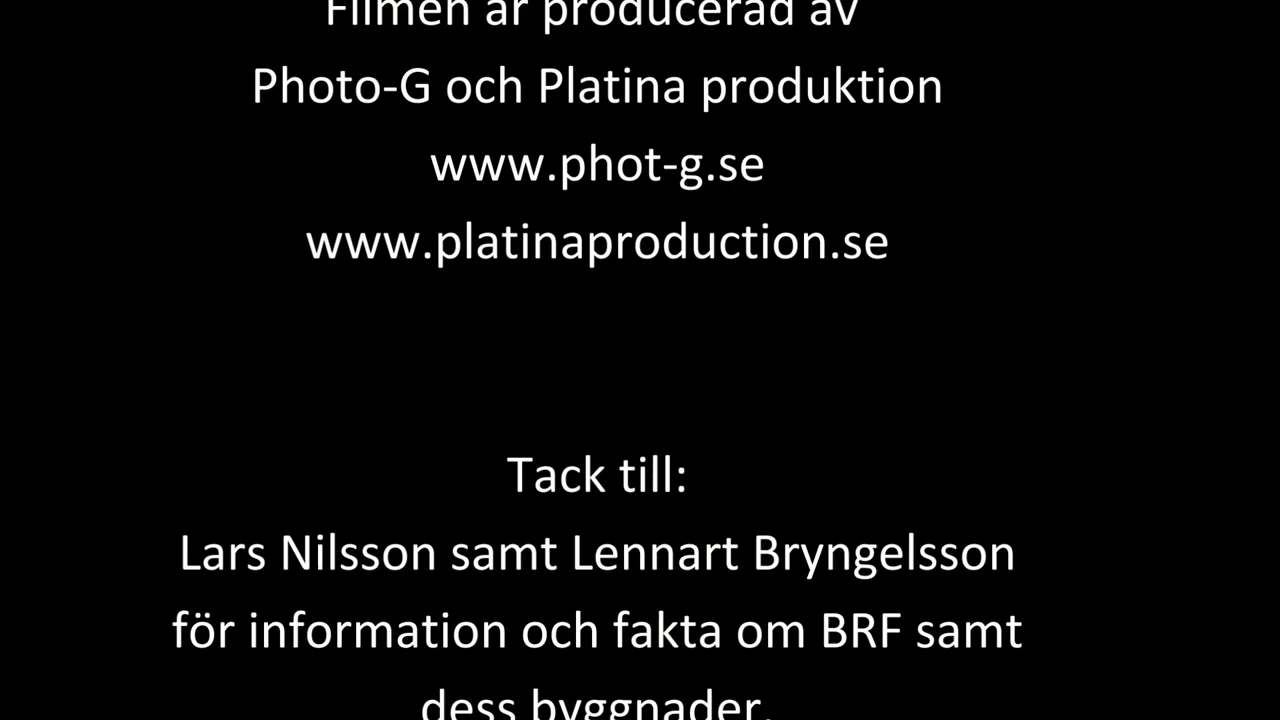 Filmen är producerad av
Photo-G och Platina produktion
www.phot-g.se
www.platinaproduction.se
Tack till:
Lars Nilsson samt Lennart Bryngelsson
för information och fakta om BRF samt
dess byggnader.